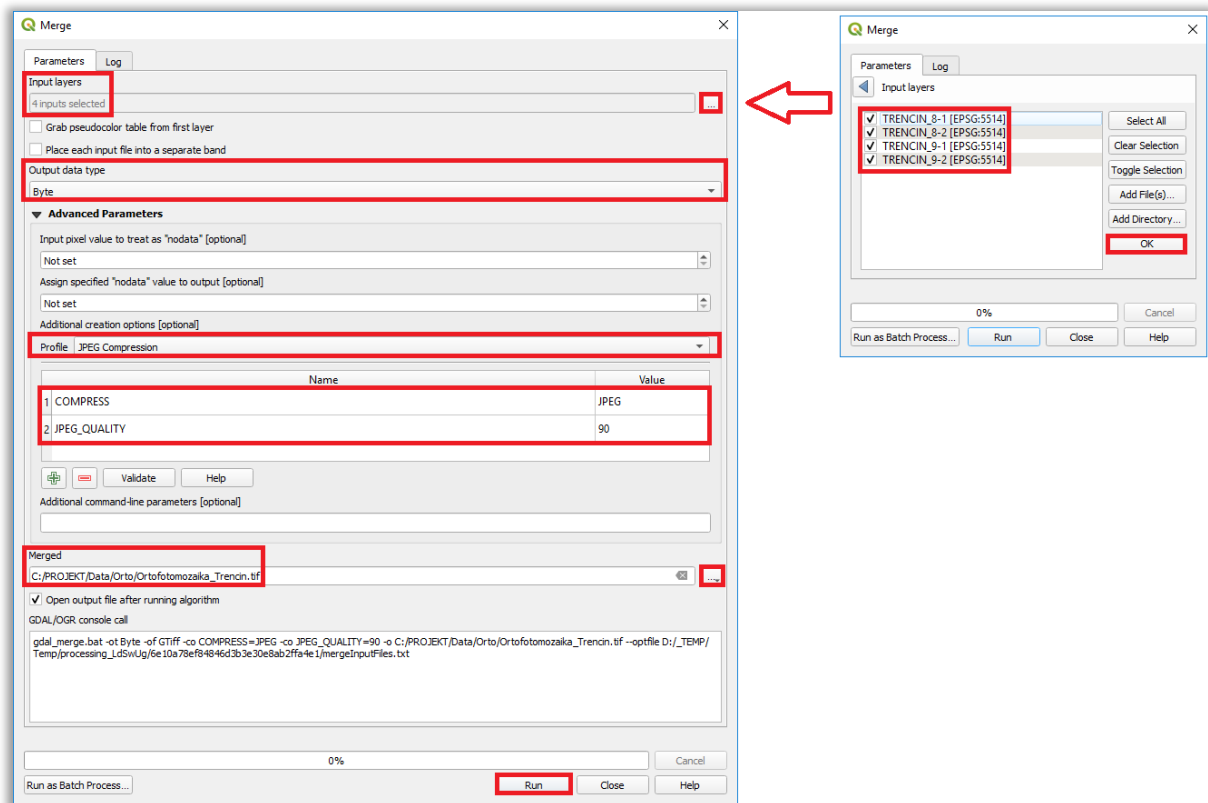 Merge
Parameters Log
Input layers
4 inputs selected
...
Grab pseudocolor table from first layer
Place each input file into a separate band
Output data type
Byte
Advanced Parameters
Input pixel value to treat as "nodata" [optional]
Not set
Assign specified "nodata" value to output [optional]
Not set
Additional creation options [optional]
Profile JPEG Compression
Name Value
1 COMPRESS JPEG
2 JPEG_QUALITY 90
Validate Help
Additional command-line parameters [optional]
Merged
C:/PROJEKT/Data/Orto/Ortofotomozaika_Trencin.tif
...
Open output file after running algorithm
GDAL/OGR console call
gdal_merge.bat -ot Byte -of GTiff -co COMPRESS=JPEG -co JPEG_QUALITY=90 -o C:/PROJEKT/Data/Orto/Ortofotomozaika_Trencin.tif --optfile D:/_TEMP/
Temp/processing_LdSwUg/6e10a78ef84846d3b3e30e8ab2ffa4e1/mergeInputFiles.txt
0% Cancel
Run as Batch Process... Run Close Help
Merge
Parameters Log
Input layers
TRENCIN_8-1 [EPSG:5514]
TRENCIN_8-2 [EPSG:5514]
TRENCIN_9-1 [EPSG:5514]
TRENCIN_9-2 [EPSG:5514]
Select All
Clear Selection
Toggle Selection
Add File(s)...
Add Directory...
OK
0% Cancel
Run as Batch Process... Run Close Help